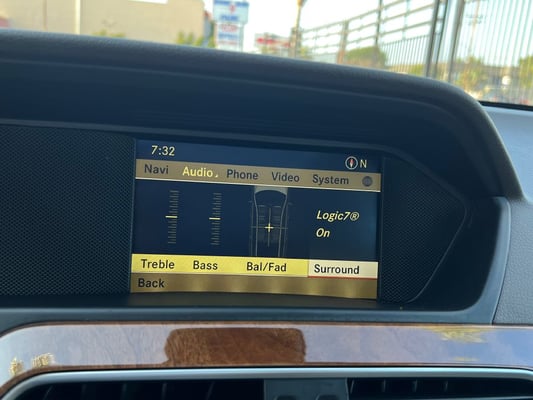 7:32 N
Navi Audio Phone Video System
Logic7®
On
Treble Bass Bal/Fad Surround
Back